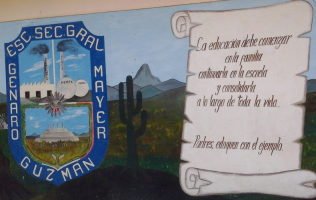 ESC. SEC. GRAL
GENARO
MAYER
GUZMAN
La educación debe comenzar
en la familia
continuarla en la escuela
y consolidarla
a lo largo de toda la vida...
Padres, eduquen con el ejemplo.